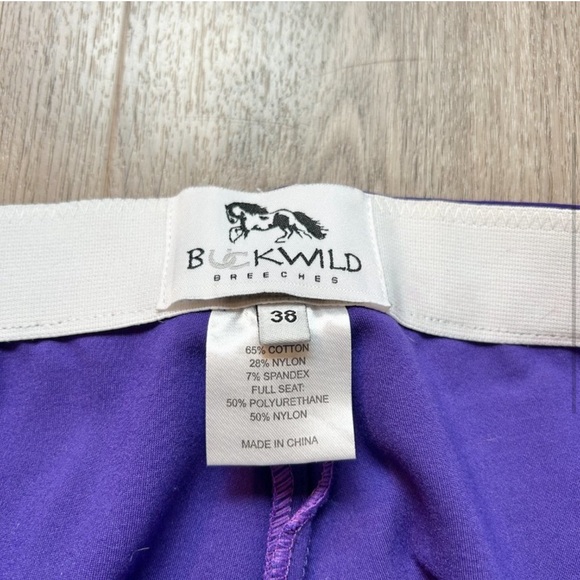 BUCKWILD
BREECHES
38
65% COTTON
28% NYLON
7% SPANDEX
FULL SEAT:
50% POLYURETHANE
50% NYLON
MADE IN CHINA